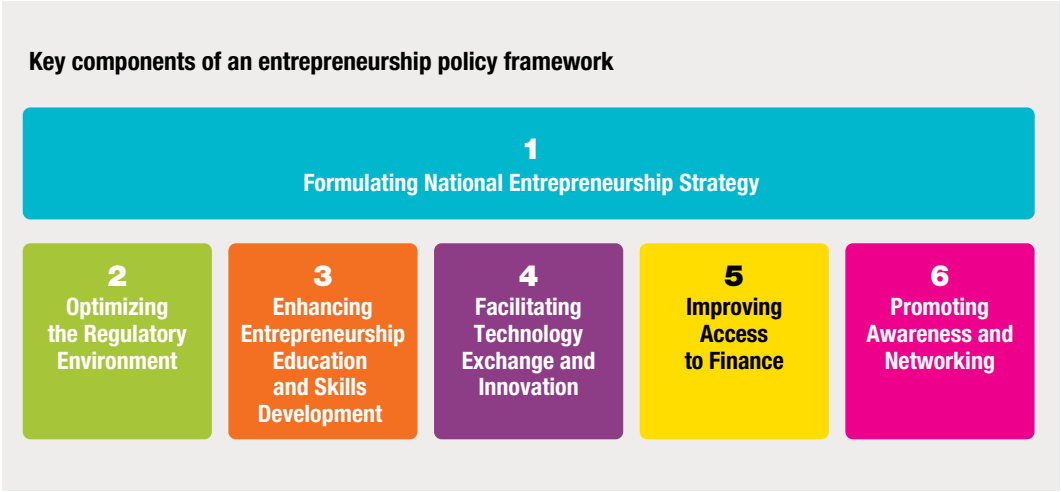 Key components of an entrepreneurship policy framework
1
Formulating National Entrepreneurship Strategy
2
Optimizing
the Regulatory
Environment
3
Enhancing
Entrepreneurship
Education
and Skills
Development
4
Facilitating
Technology
Exchange and
Innovation
5
Improving
Access
to Finance
6
Promoting
Awareness and
Networking